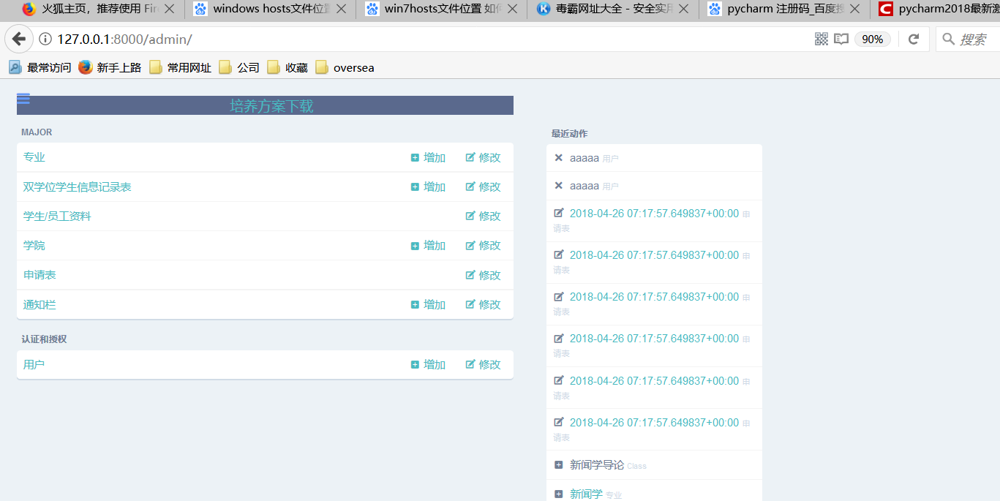 火狐主页，推荐使用 Fir
windows hosts文件位置
win7hosts文件位置 如何
毒霸网址大全 - 安全实用
pycharm 注册码_百度搜
pycharm2018最新激
127.0.0.1:8000/admin/
90%
搜索
最常访问 新手上路 常用网址 公司 收藏 oversea
培养方案下载
MAJOR
专业 增加 修改
双学位学生信息记录表 增加 修改
学生/员工资料 修改
学院 增加 修改
申请表 修改
通知栏 增加 修改
认证和授权
用户 增加 修改
最近动作
aaaaa 用户
aaaaa 用户
2018-04-26 07:17:57.649837+00:00 申
请表
2018-04-26 07:17:57.649837+00:00 申
请表
2018-04-26 07:17:57.649837+00:00 申
请表
2018-04-26 07:17:57.649837+00:00 申
请表
2018-04-26 07:17:57.649837+00:00 申
请表
2018-04-26 07:17:57.649837+00:00 申
请表
新闻学导论 Class
新闻学 专业